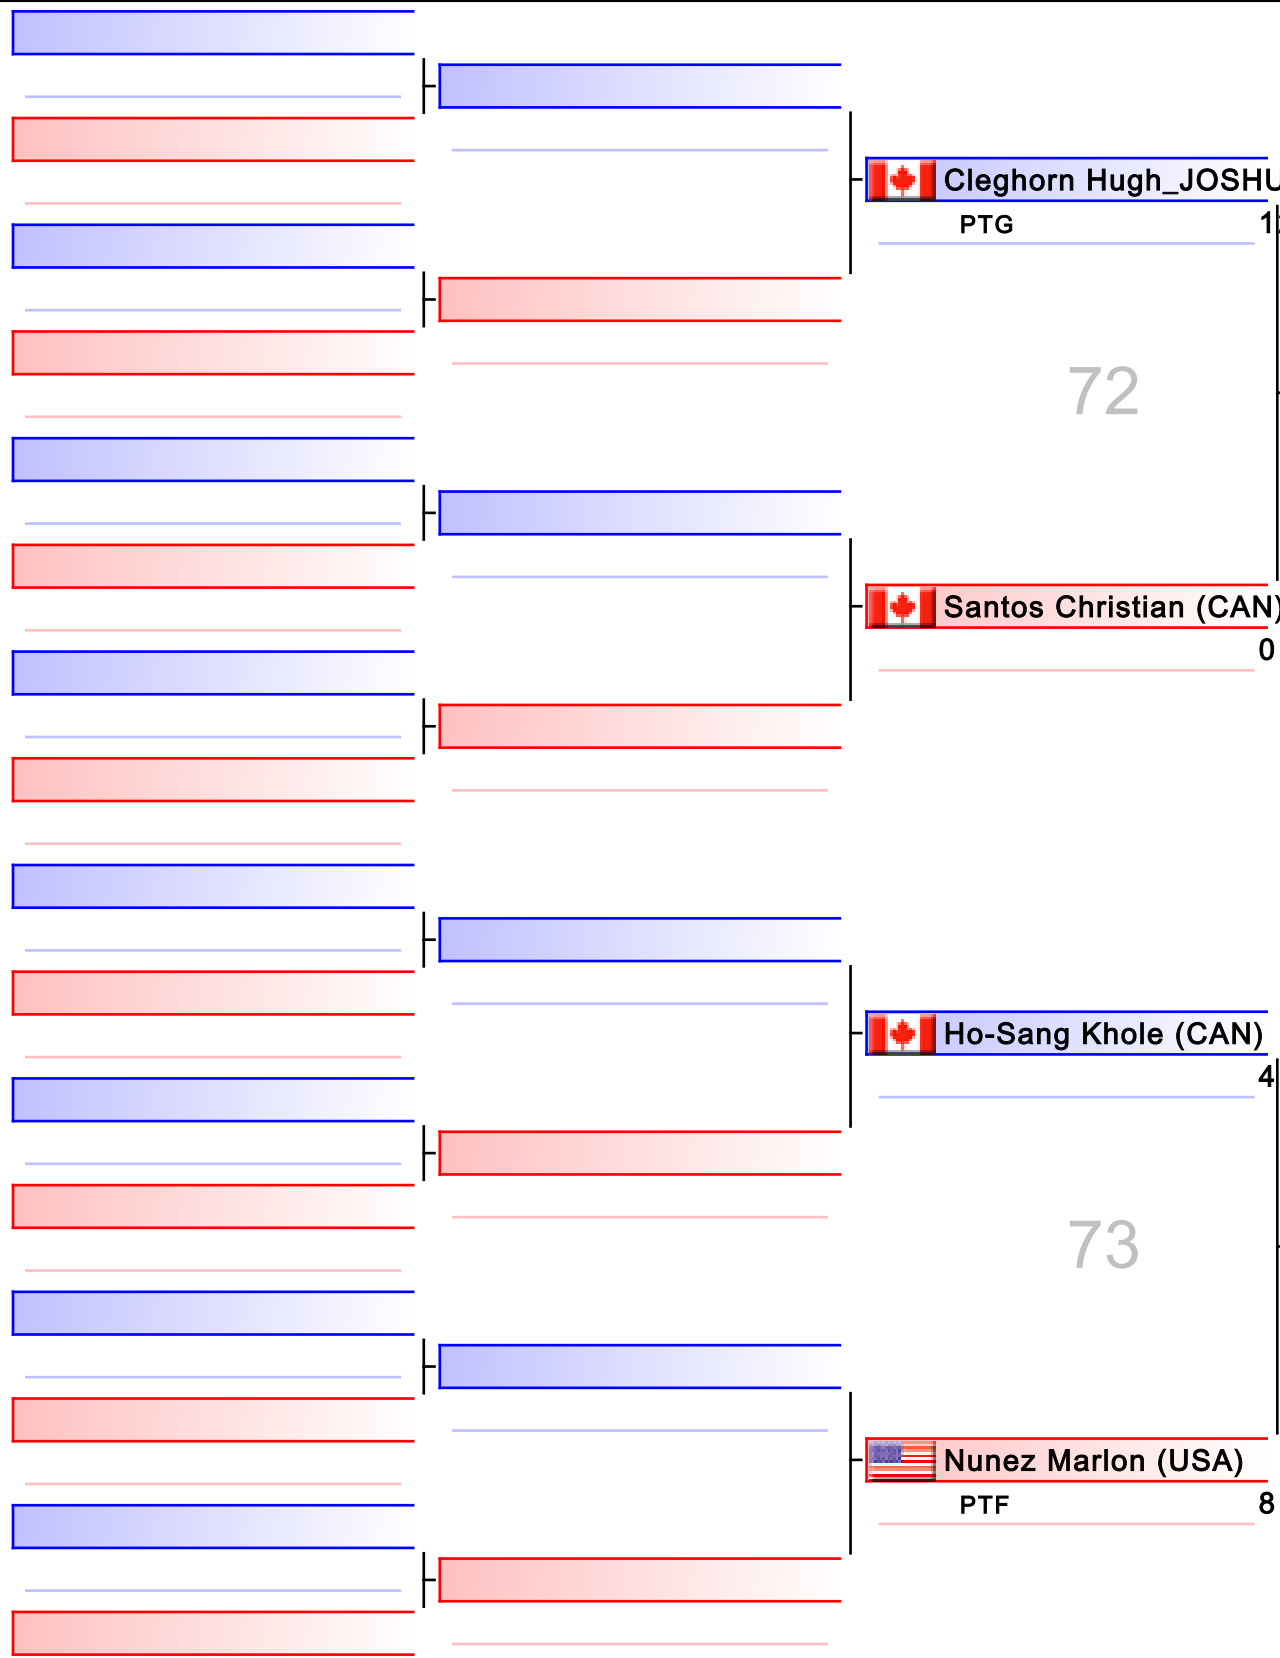 Cleghorn Hugh_JOSHU
PTG
72
Santos Christian (CAN)
0
Ho-Sang Khole (CAN)
4
73
Nunez Marlon (USA)
PTF 8